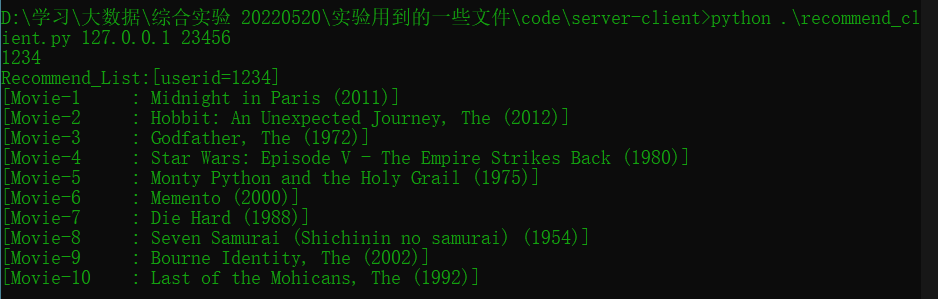 D:\学习\大数据\综合实验 20220520\实验用到的一些文件\code\server-client>python .\recommend_cl
ient.py 127.0.0.1 23456
1234
Recommend_List:[userid=1234]
[Movie-1     : Midnight in Paris (2011)]
[Movie-2     : Hobbit: An Unexpected Journey, The (2012)]
[Movie-3     : Godfather, The (1972)]
[Movie-4     : Star Wars: Episode V - The Empire Strikes Back (1980)]
[Movie-5     : Monty Python and the Holy Grail (1975)]
[Movie-6     : Memento (2000)]
[Movie-7     : Die Hard (1988)]
[Movie-8     : Seven Samurai (Shichinin no samurai) (1954)]
[Movie-9     : Bourne Identity, The (2002)]
[Movie-10    : Last of the Mohicans, The (1992)]